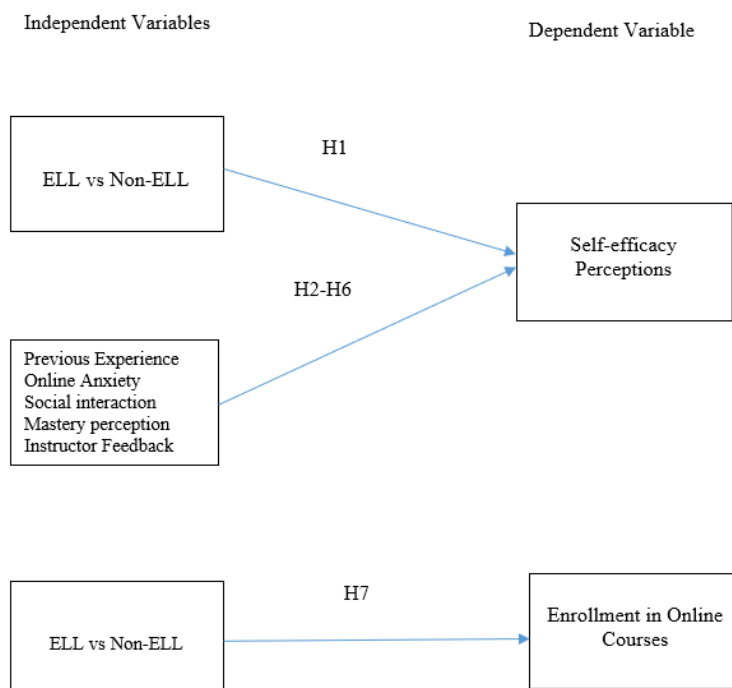 Independent Variables
Dependent Variable
H1
ELL vs Non-ELL
Self-efficacy
Perceptions
H2-H6
Previous Experience
Online Anxiety
Social interaction
Mastery perception
Instructor Feedback
H7
ELL vs Non-ELL
Enrollment in Online
Courses